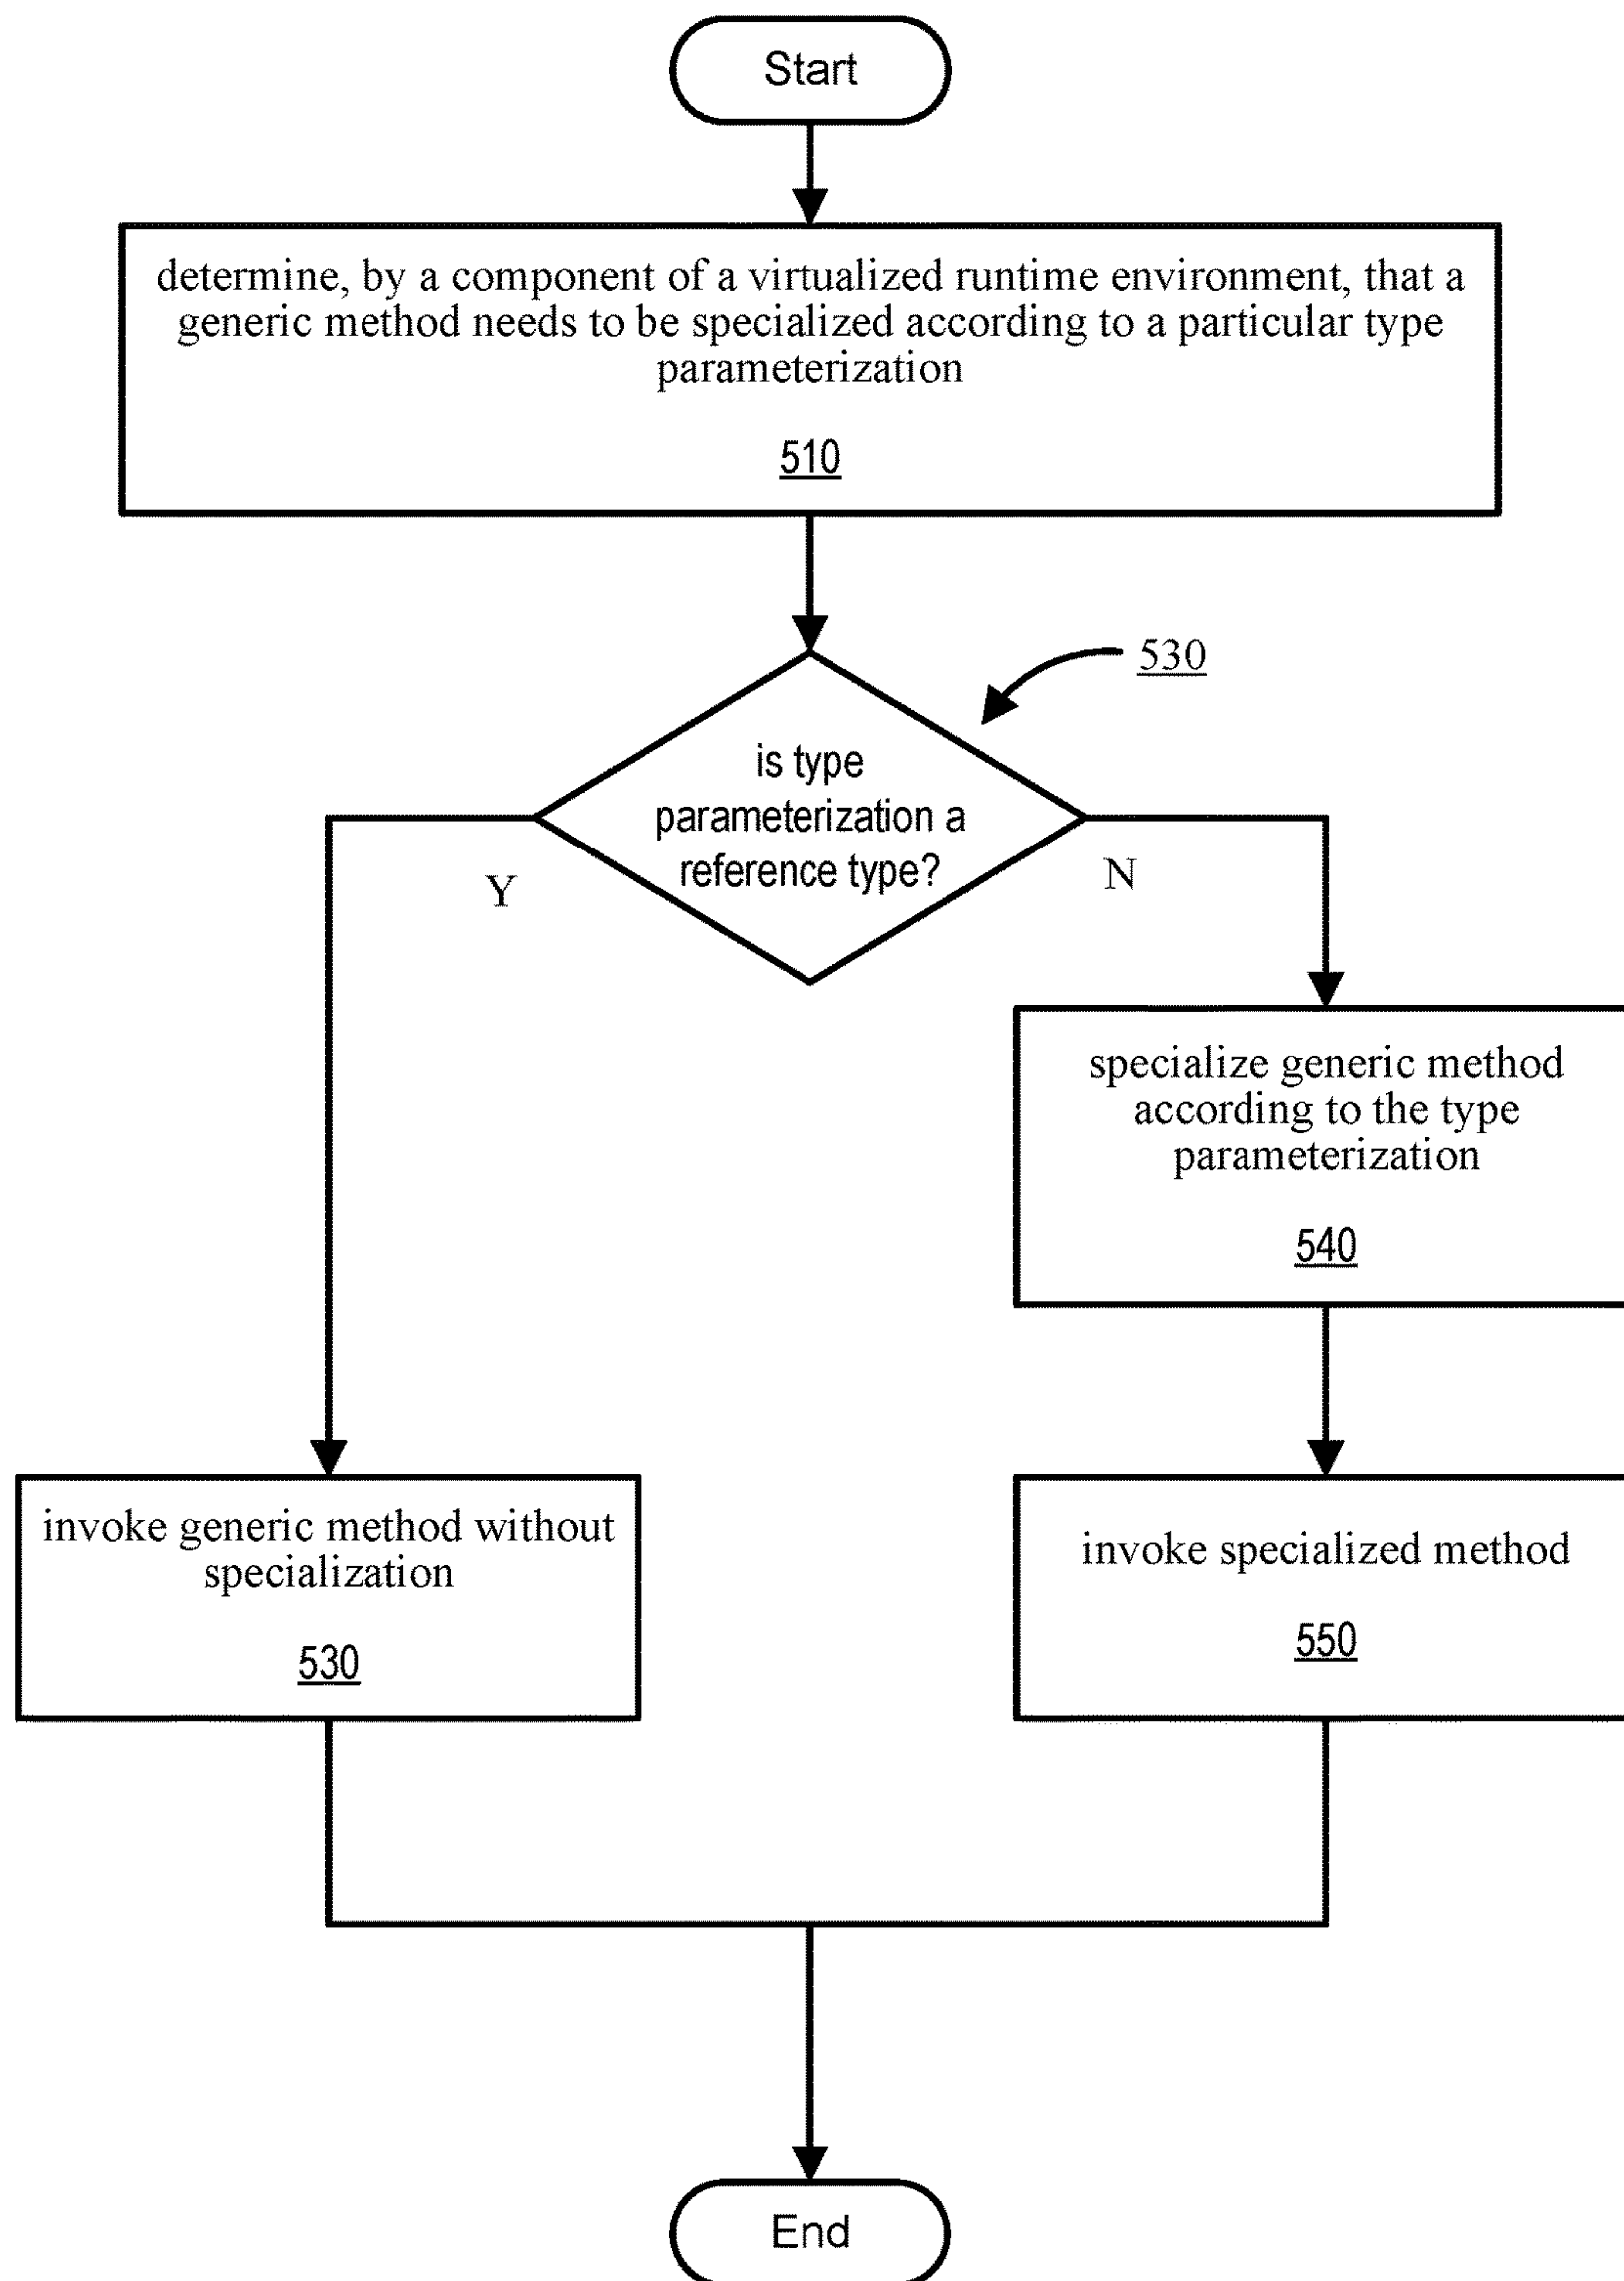 Start
determine, by a component of a virtualized runtime environment, that a
generic method needs to be specialized according to a particular type
parameterization
510
530
is type
parameterization a
reference type?
Y
N
specialize generic method
according to the type
parameterization
540
invoke generic method without
specialization
530
invoke specialized method
550
End